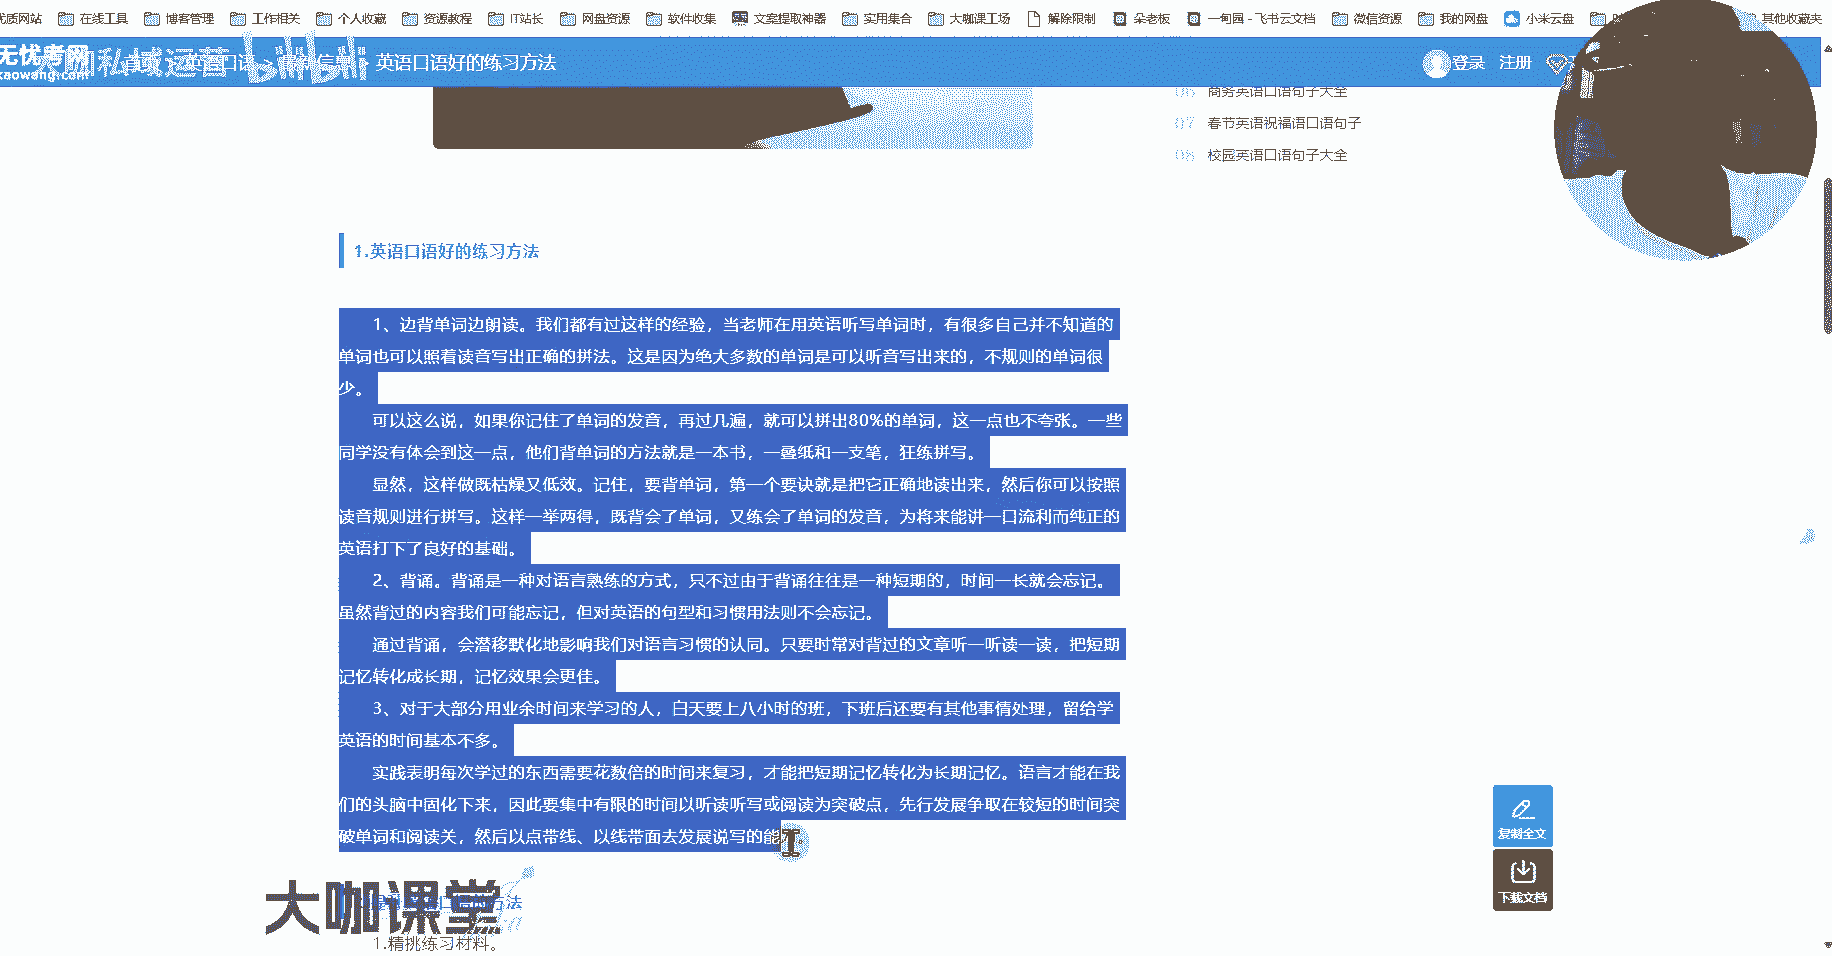 优质网站 在线工具 博客管理 工作相关 个人收藏 资源教程 IT站长 网盘资源 软件收集 文案提取神器 实用集合 大咖课工场 解除限制 朵老板 一甸园 - 飞书云文档 微信资源 我的网盘 小米云盘 其他收藏夹
无忧考网
kaowang.com
私域运营 bilibili
英语口语好的练习方法
登录 注册
06 商务英语口语句子大全
07 春节英语祝福语口语句子
08 校园英语口语句子大全
1.英语口语好的练习方法
1、边背单词边朗读。我们都有过这样的经验，当老师在用英语听写单词时，有很多自己并不知道的
单词也可以照着读音写出正确的拼法。这是因为绝大多数的单词是可以听音写出来的，不规则的单词很
少。
可以这么说，如果你记住了单词的发音，再过几遍，就可以拼出80%的单词，这一点也不夸张。一些
同学没有体会到这一点，他们背单词的方法就是一本书，一叠纸和一支笔，狂练拼写。
显然，这样做既枯燥又低效。记住，要背单词，第一个要诀就是把它正确地读出来，然后你可以按照
读音规则进行拼写。这样一举两得，既背会了单词，又练会了单词的发音，为将来能讲一口流利而纯正的
英语打下了良好的基础。
2、背诵。背诵是一种对语言熟练的方式，只不过由于背诵往往是一种短期的，时间一长就会忘记。
虽然背过的内容我们可能忘记，但对英语的句型和习惯用法则不会忘记。
通过背诵，会潜移默化地影响我们对语言习惯的认同。只要时常对背过的文章听一听读一读，把短期
记忆转化成长期，记忆效果会更佳。
3、对于大部分用业余时间来学习的人，白天要上八小时的班，下班后还要有其他事情处理，留给学
英语的时间基本不多。
实践表明每次学过的东西需要花数倍的时间来复习，才能把短期记忆转化为长期记忆。语言才能在我
们的头脑中固化下来，因此要集中有限的时间以听读听写或阅读为突破点，先行发展争取在较短的时间突
破单词和阅读关，然后以点带线、以线带面去发展说写的能
复制全文
下载文档
大咖课堂
1.精挑练习材料。